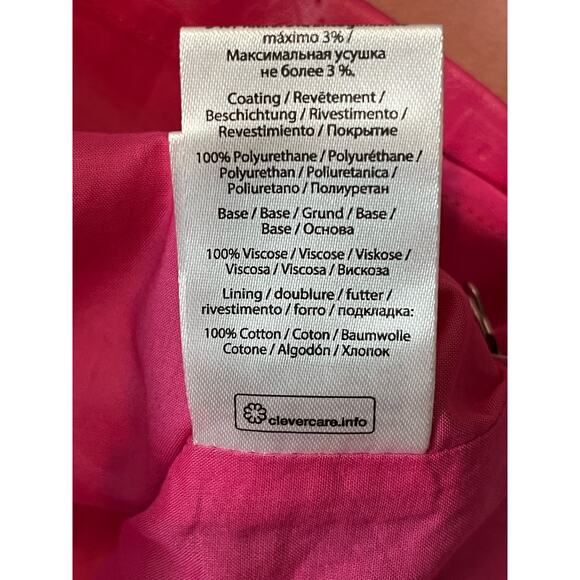 máximo 3% /
Максимальная усушка
не более 3 %.
Coating / Revêtement /
Beschichtung / Rivestimento /
Revestimiento / Покрытие
100% Polyurethane / Polyuréthane /
Polyurethan / Poliuretanica /
Poliuretano / Полиуретан
Base / Base / Grund / Base /
Base / Основа
100% Viscose / Viscose / Viskose /
Viscosa / Viscosa / Вискоза
Lining / doublure / futter /
rivestimento / forro / подкладка:
100% Cotton / Coton / Baumwolle
Cotone / Algodón / Хлопок
clevercare.info